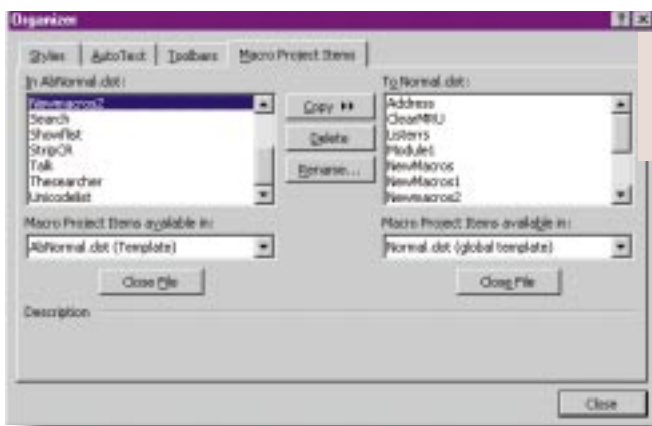 Organizer
Styles AutoText Toolbars Macro Project Items
In AbNormal.dot:
Newmacros2
Search
Showflist
StripCR
Talk
Thesearcher
Unicodelist
Copy
Delete
Rename...
To Normal.dot:
Address
ClearMRU
Listerrs
Module1
NewMacros
NewMacros1
Newmacros2
Macro Project Items available in:
AbNormal.dot (Template)
Close File
Macro Project Items available in:
Normal.dot (global template)
Close File
Description
Close